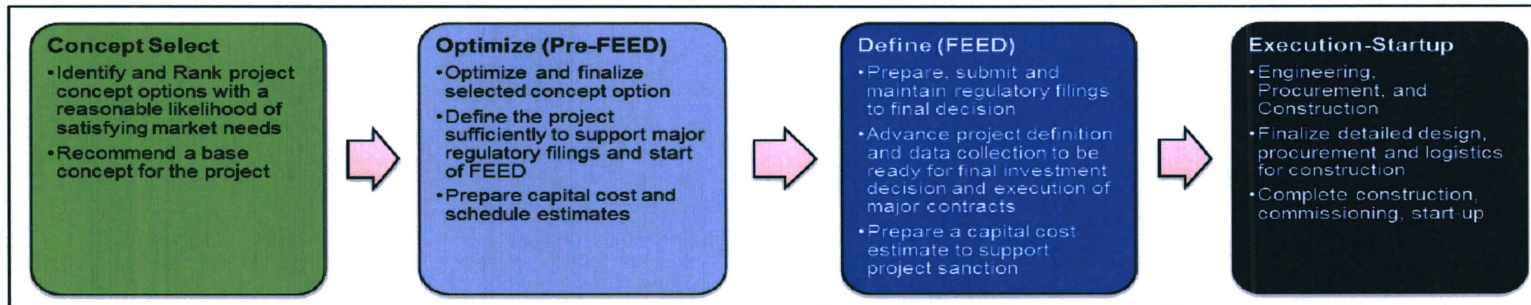 Concept Select
•Identify and Rank project
concept options with a
reasonable likelihood of
satisfying market needs
•Recommend a base
concept for the project
Optimize (Pre-FEED)
•Optimize and finalize
selected concept option
•Define the project
sufficiently to support major
regulatory filings and start
of FEED
•Prepare capital cost and
schedule estimates
Define (FEED)
•Prepare, submit and
maintain regulatory filings
to final decision
•Advance project definition
and data collection to be
ready for final investment
decision and execution of
major contracts
•Prepare a capital cost
estimate to support
project sanction
Execution-Startup
•Engineering,
Procurement, and
Construction
•Finalize detailed design,
procurement and logistics
for construction
•Complete construction,
commissioning, start-up